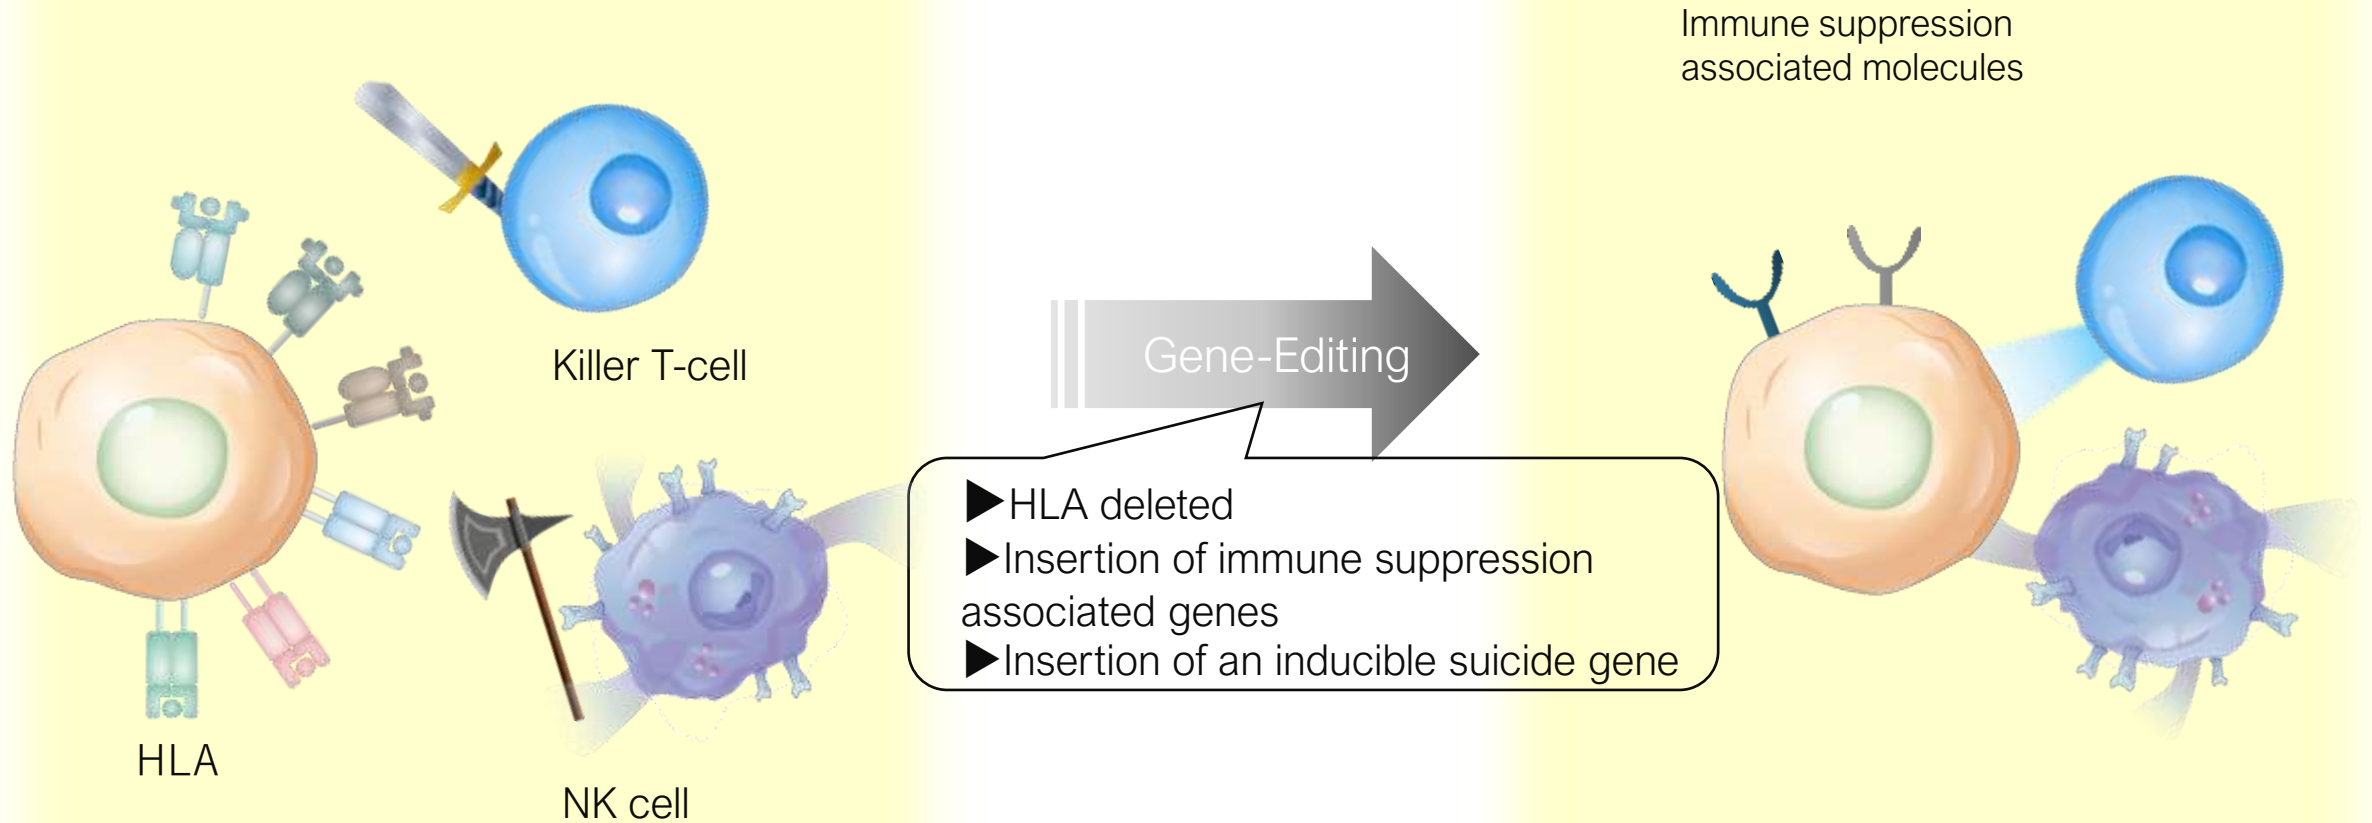 Immune suppression
associated molecules
Killer T-cell
Gene-Editing
▶HLA deleted
▶Insertion of immune suppression
associated genes
▶Insertion of an inducible suicide gene
HLA
NK cell